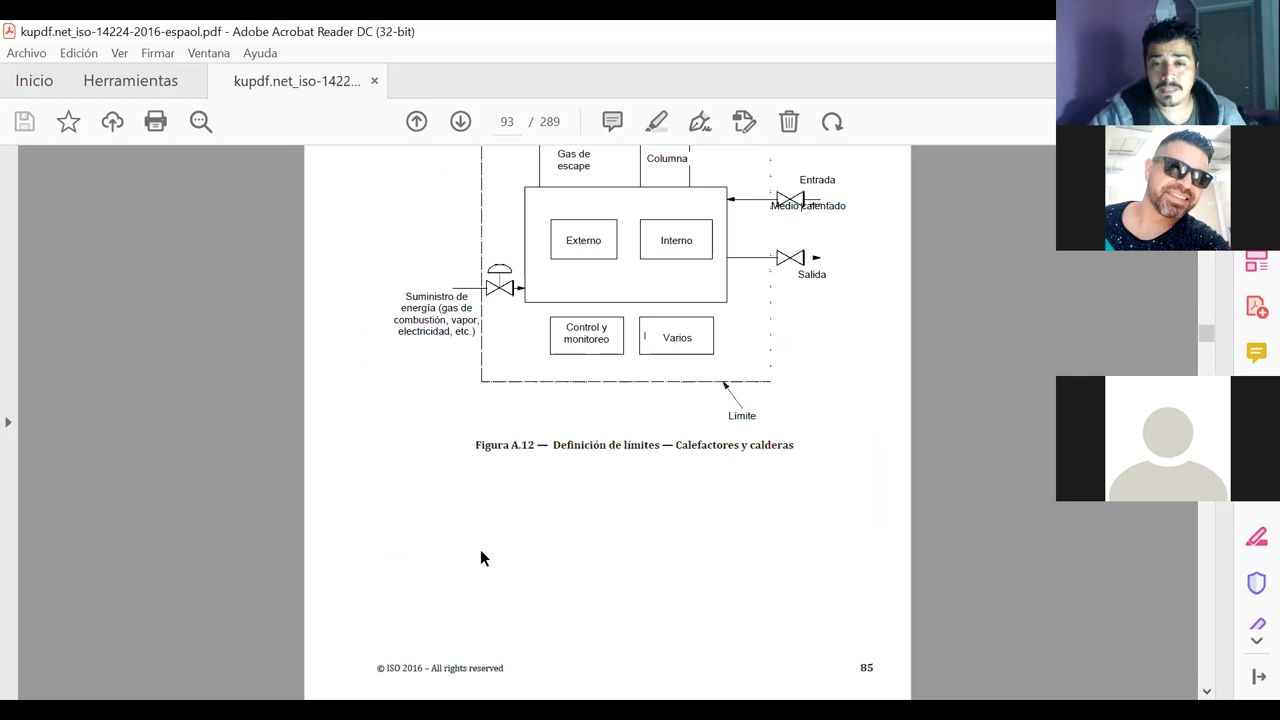 kupdf.net_iso-14224-2016-espaol.pdf - Adobe Acrobat Reader DC (32-bit)
Archivo Edición Ver Firmar Ventana Ayuda
Inicio Herramientas kupdf.net_iso-1422... ×
93 / 289
Gas de
escape
Columna
Entrada
Medio calentado
Externo
Interno
Salida
Suministro de
energía (gas de
combustión, vapor,
electricidad, etc.)
Control y
monitoreo
Varios
Límite
Figura A.12 — Definición de límites — Calefactores y calderas
© ISO 2016 – All rights reserved
85